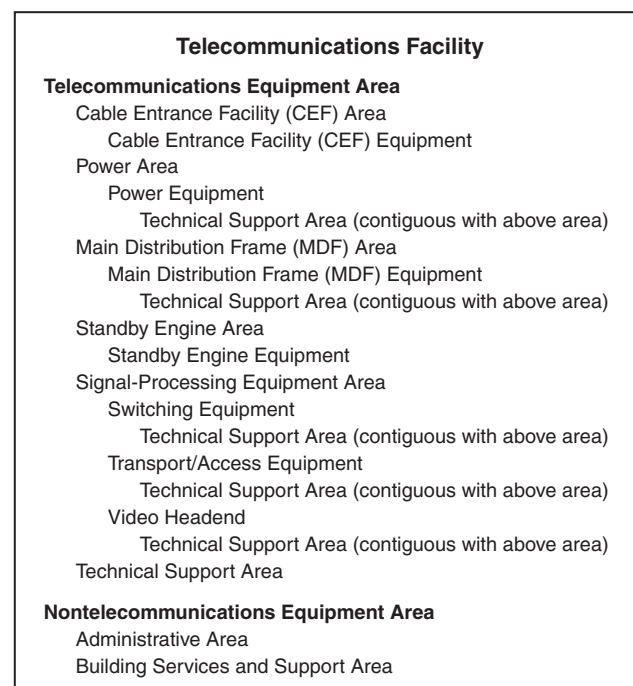 Telecommunications Facility
Telecommunications Equipment Area
Cable Entrance Facility (CEF) Area
Cable Entrance Facility (CEF) Equipment
Power Area
Power Equipment
Technical Support Area (contiguous with above area)
Main Distribution Frame (MDF) Area
Main Distribution Frame (MDF) Equipment
Technical Support Area (contiguous with above area)
Standby Engine Area
Standby Engine Equipment
Signal-Processing Equipment Area
Switching Equipment
Technical Support Area (contiguous with above area)
Transport/Access Equipment
Technical Support Area (contiguous with above area)
Video Headend
Technical Support Area (contiguous with above area)
Technical Support Area
Nontelecommunications Equipment Area
Administrative Area
Building Services and Support Area